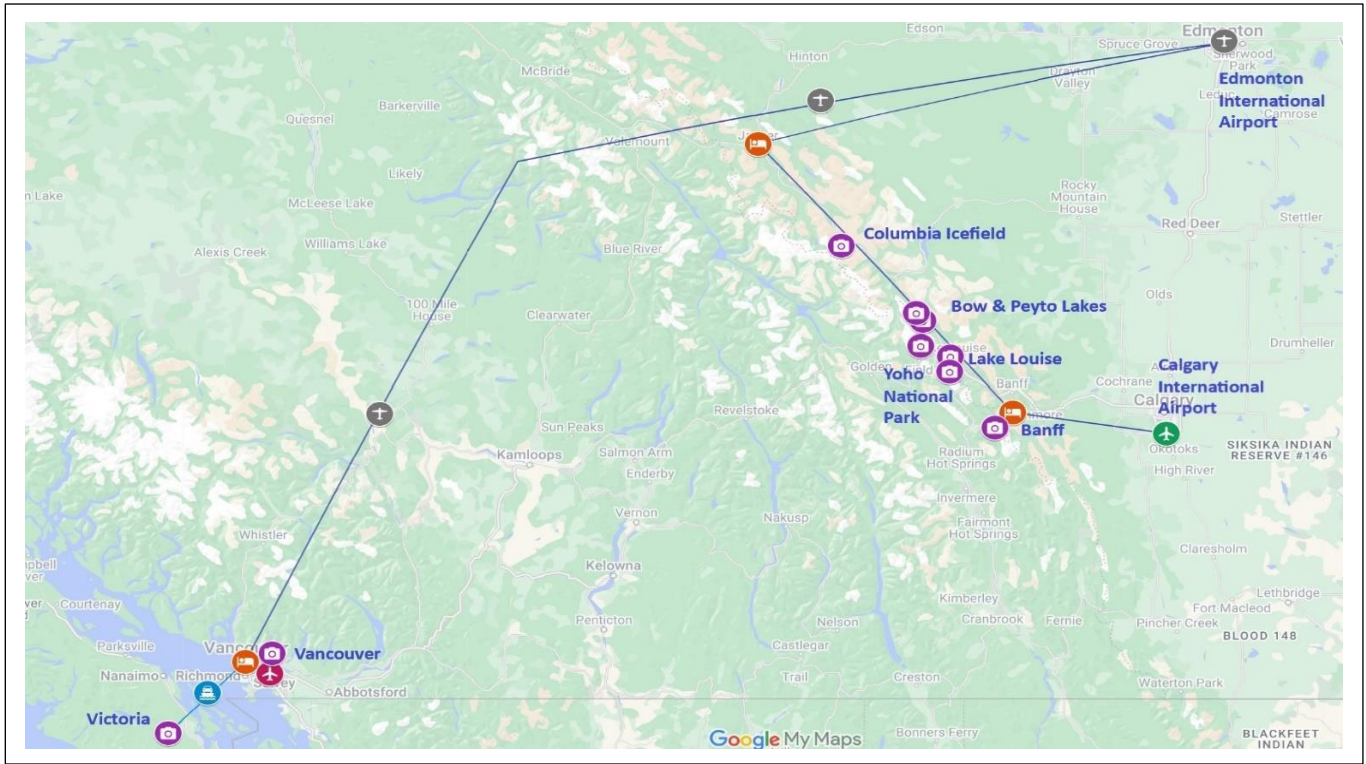 Edson
Edmonton
Spruce Grove
Sherwood
Park
Hinton
McBride
Drayton
Valley
Edmonton
International
Airport
Leduc
Camrose
Barkerville
Quesnel
Valemount
Likely
McLeese Lake
Rocky
Mountain
House
Red Deer
Stettler
Columbia Icefield
Williams Lake
Alexis Creek
Blue River
100 Mile
House
Clearwater
Bow & Peyto Lakes
Olds
Drumheller
Lake Louise
Golden
Yoho
National
Park
Banff
Cochrane
Calgary
International
Airport
Calgary
Revelstoke
Banff
Okotoks
High River
SIKSIKA INDIAN
RESERVE #146
Sun Peaks
Kamloops
Salmon Arm
Enderby
Radium
Hot Springs
Invermere
Fairmont
Hot Springs
Vernon
Nakusp
Whistler
Kelowna
Claresholm
Lethbridge
Fort Macleod
Courtenay
Kimberley
Cranbrook
Fernie
Pincher Creek
BLOOD 148
Penticton
Nelson
Castlegar
Parksville
Vancouver
Nanaimo
Richmond
Abbotsford
Trail
Creston
Waterton Park
Victoria
Google My Maps
Bonners Ferry
BLACKFEET
INDIAN